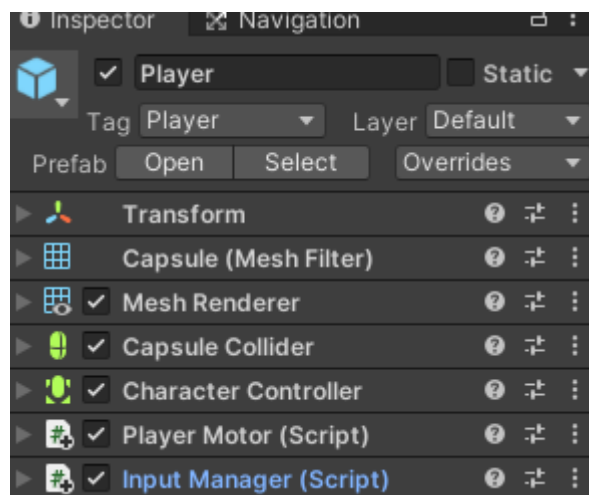 Inspector Navigation
Player Static
Tag Player Layer Default
Prefab Open Select Overrides
Transform
Capsule (Mesh Filter)
Mesh Renderer
Capsule Collider
Character Controller
Player Motor (Script)
Input Manager (Script)